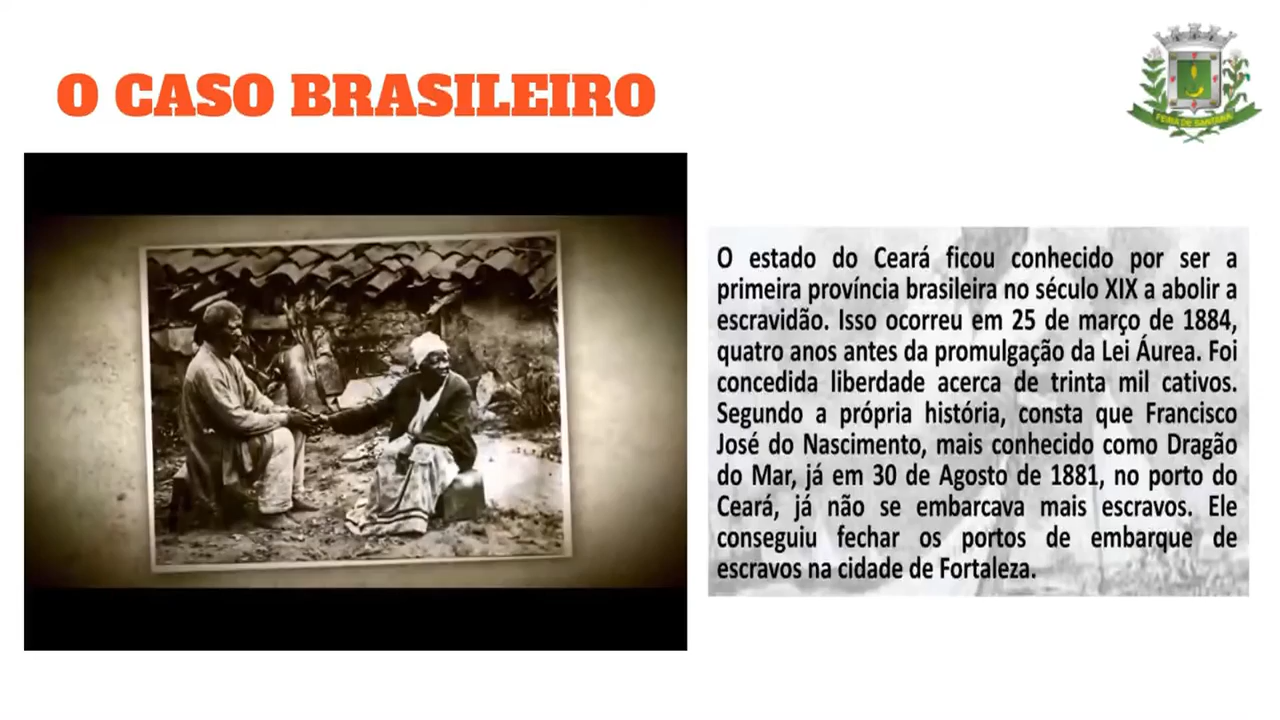 O CASO BRASILEIRO
FEIRA DE SANTANA
O estado do Ceará ficou conhecido por ser a
primeira província brasileira no século XIX a abolir a
escravidão. Isso ocorreu em 25 de março de 1884,
quatro anos antes da promulgação da Lei Áurea. Foi
concedida liberdade acerca de trinta mil cativos.
Segundo a própria história, consta que Francisco
José do Nascimento, mais conhecido como Dragão
do Mar, já em 30 de Agosto de 1881, no porto do
Ceará, já não se embarcava mais escravos. Ele
conseguiu fechar os portos de embarque de
escravos na cidade de Fortaleza.